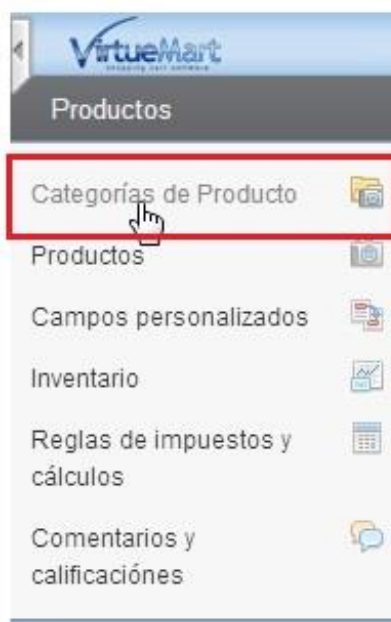 VirtueMart
shopping cart software
Productos
Categorías de Producto
Productos
Campos personalizados
Inventario
Reglas de impuestos y
cálculos
Comentarios y
calificaciónes